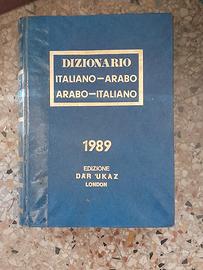 DIZIONARIO
ITALIANO-ARABO
ARABO-ITALIANO
1989
EDIZIONE
DAR 'UKAZ
LONDON